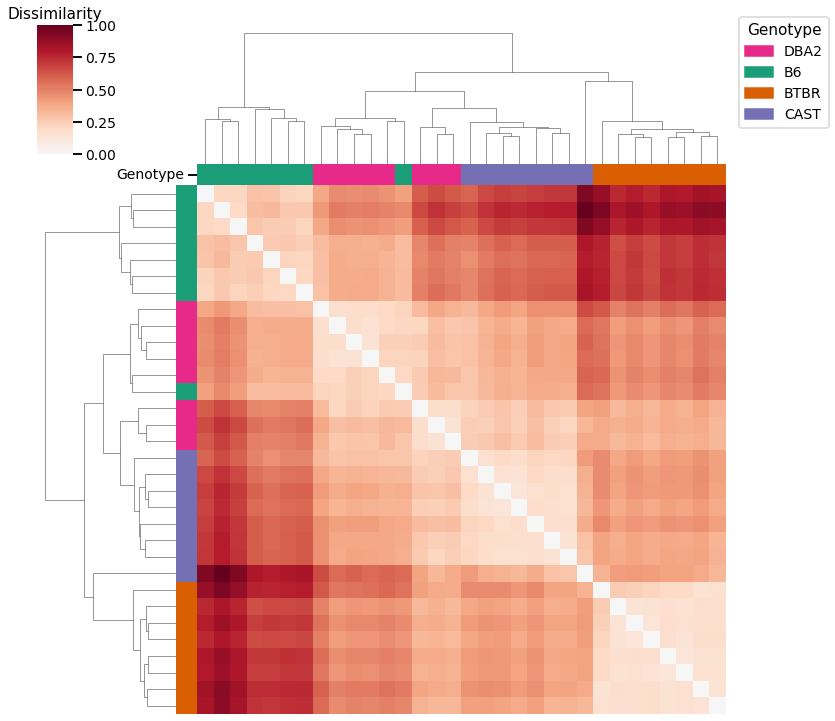 Dissimilarity
1.00
0.75
0.50
0.25
0.00
Genotype
DBA2
B6
BTBR
CAST
Genotype